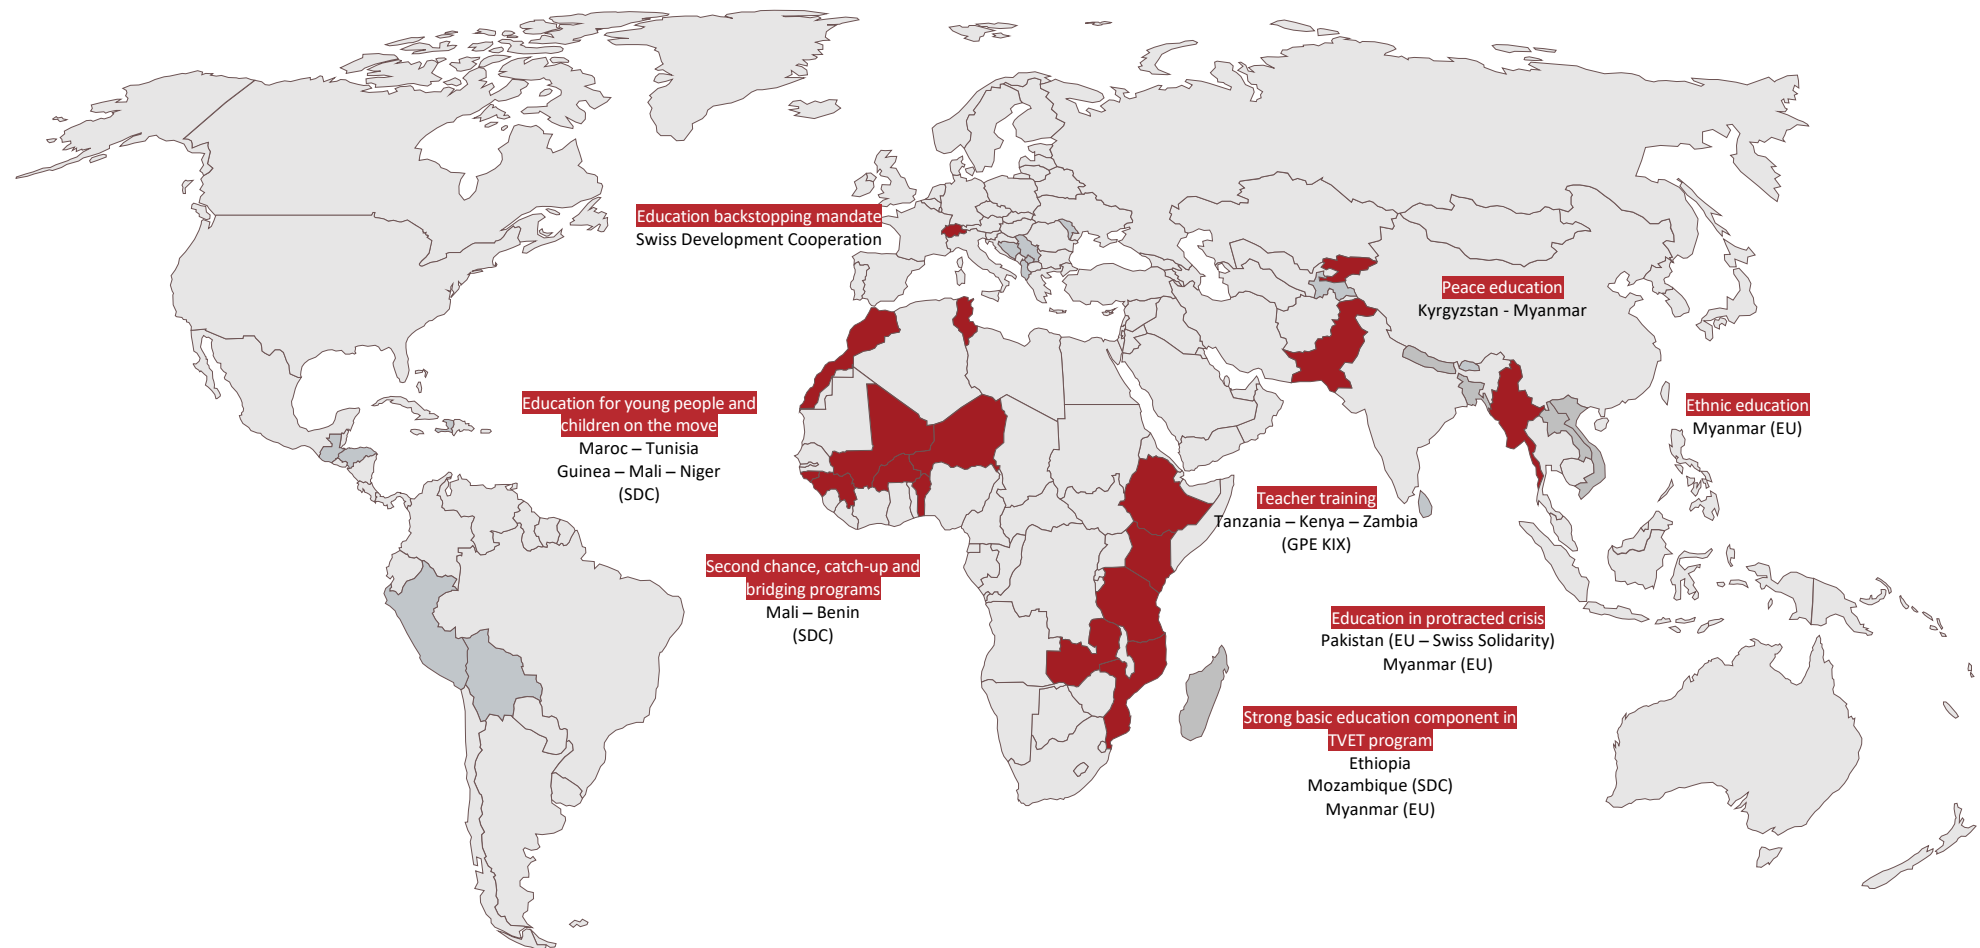 Education backstopping mandate
Swiss Development Cooperation
Peace education
Kyrgyzstan - Myanmar
Education for young people and
children on the move
Maroc – Tunisia
Guinea – Mali – Niger
(SDC)
Ethnic education
Myanmar (EU)
Teacher training
Tanzania – Kenya – Zambia
(GPE KIX)
Second chance, catch-up and
bridging programs
Mali – Benin
(SDC)
Education in protracted crisis
Pakistan (EU – Swiss Solidarity)
Myanmar (EU)
Strong basic education component in
TVET program
Ethiopia
Mozambique (SDC)
Myanmar (EU)